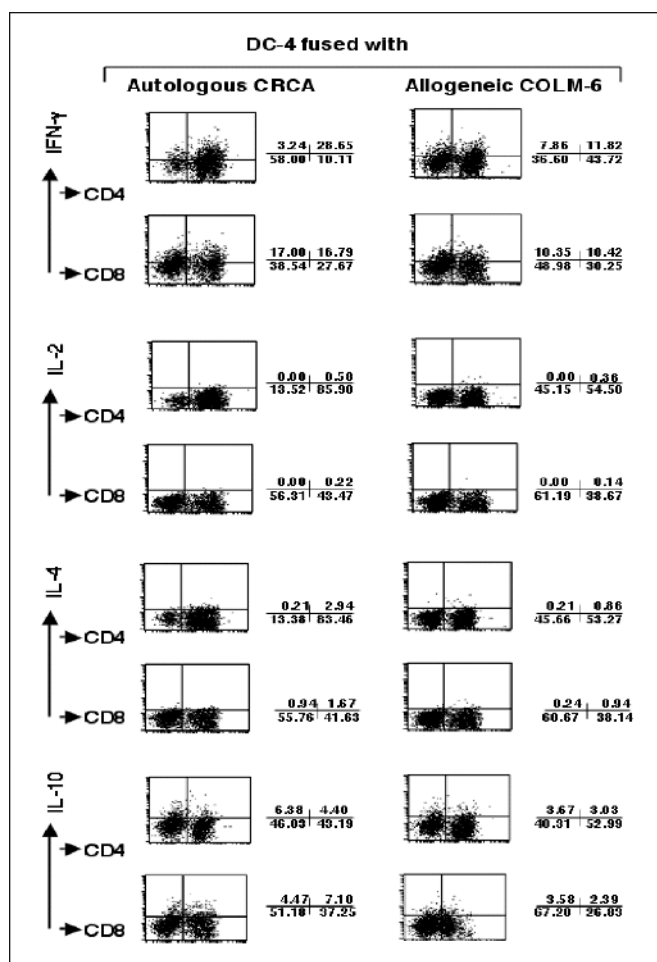 DC-4 fused with
Autologous CRCA Allogeneic COLM-6
IFN-γ
3.24 28.65 7.86 11.82
58.00 10.11 36.60 43.72
CD4
17.00 16.79 10.35 10.42
38.54 27.67 48.98 30.25
CD8
IL-2
0.00 0.50 0.00 0.36
13.52 85.90 45.15 54.50
CD4
0.00 0.22 0.00 0.14
56.31 43.47 61.19 38.67
CD8
IL-4
0.21 2.94 0.21 0.86
13.38 83.46 45.66 53.27
CD4
0.94 1.67 0.24 0.94
55.76 41.63 60.67 38.14
CD8
IL-10
6.38 4.40 3.67 3.03
46.03 43.19 40.31 52.99
CD4
4.47 7.10 3.58 2.39
51.18 37.25 67.20 26.83
CD8